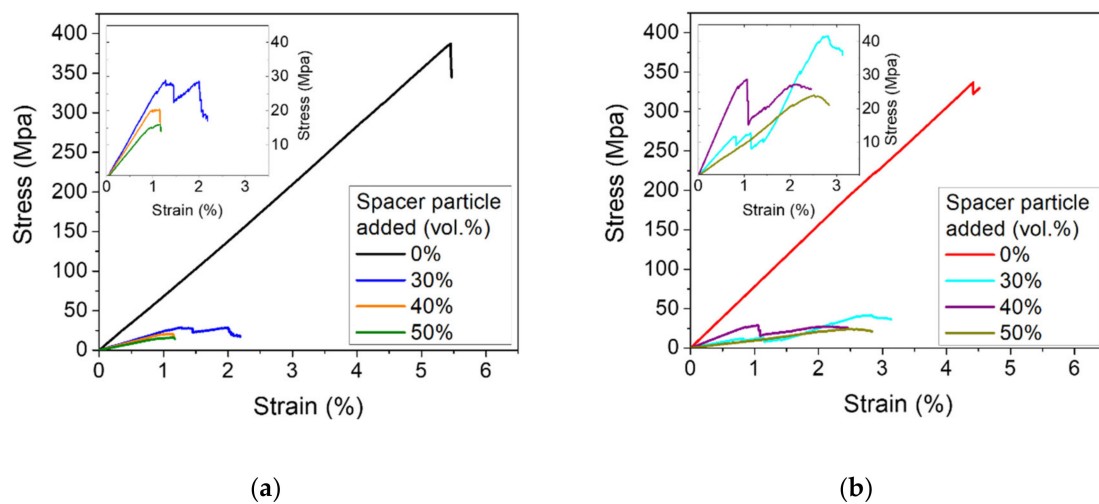 400
350
300
250
200
150
100
50
0
Stress (Mpa)
0 1 2 3 4 5 6
Strain (%)
40
30
20
10
Stress (Mpa)
0 1 2 3
Strain (%)
Spacer particle
added (vol.%)
0%
30%
40%
50%
(a)
400
350
300
250
200
150
100
50
0
Stress (Mpa)
0 1 2 3 4 5 6
Strain (%)
40
30
20
10
Stress (Mpa)
0 1 2 3
Strain (%)
Spacer particle
added (vol.%)
0%
30%
40%
50%
(b)